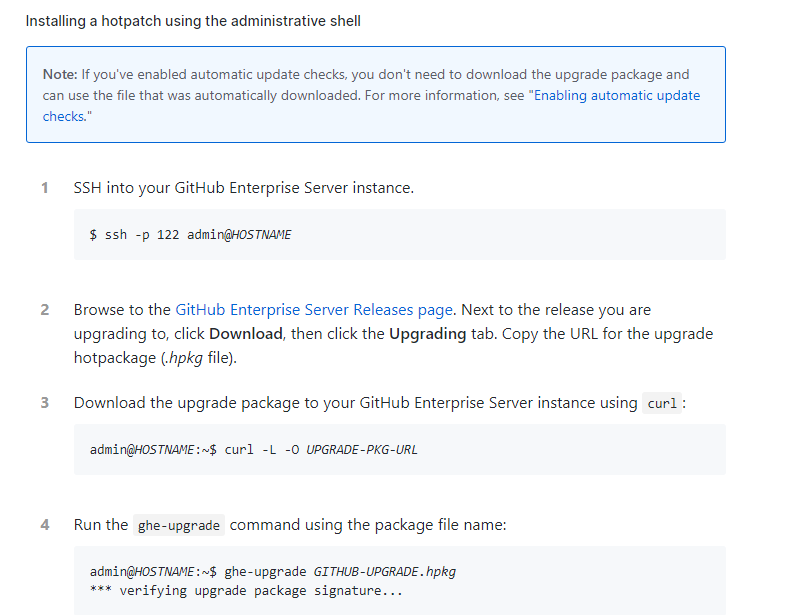 Installing a hotpatch using the administrative shell
Note: If you've enabled automatic update checks, you don't need to download the upgrade package and
can use the file that was automatically downloaded. For more information, see "Enabling automatic update
checks."
1 SSH into your GitHub Enterprise Server instance.
$ ssh -p 122 admin@HOSTNAME
2 Browse to the GitHub Enterprise Server Releases page. Next to the release you are
upgrading to, click Download, then click the Upgrading tab. Copy the URL for the upgrade
hotpackage (.hpkg file).
3 Download the upgrade package to your GitHub Enterprise Server instance using curl:
admin@HOSTNAME:~$ curl -L -O UPGRADE-PKG-URL
4 Run the ghe-upgrade command using the package file name:
admin@HOSTNAME:~$ ghe-upgrade GITHUB-UPGRADE.hpkg
*** verifying upgrade package signature...